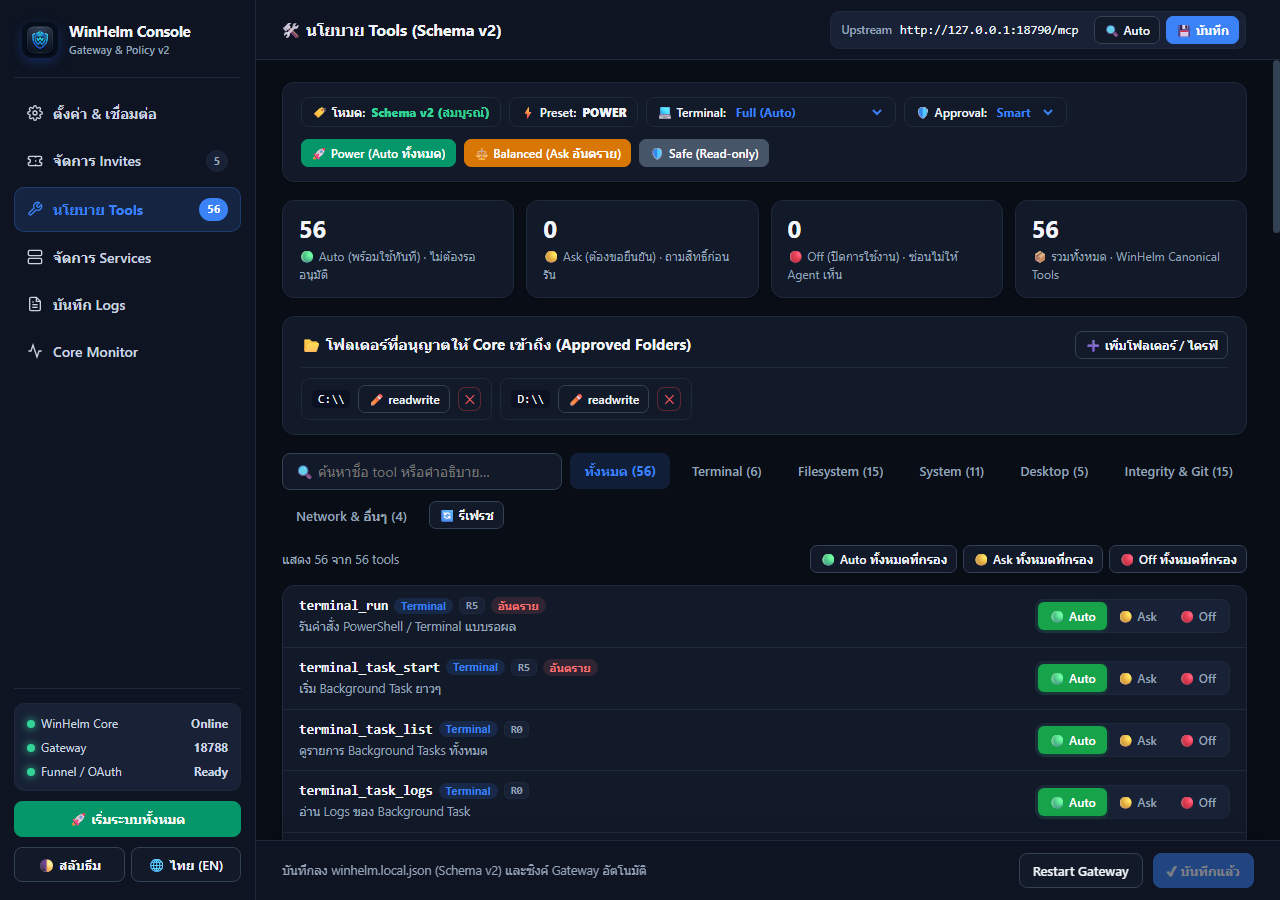 WinHelm Console
Gateway & Policy v2
ตั้งค่า & เชื่อมต่อ
จัดการ Invites 5
นโยบาย Tools 56
จัดการ Services
บันทึก Logs
Core Monitor
WinHelm Core Online
Gateway 18788
Funnel / OAuth Ready
🚀 เริ่มระบบทั้งหมด
🌗 สลับธีม 🌐 ไทย (EN)
🛠️ นโยบาย Tools (Schema v2)
Upstream http://127.0.0.1:18790/mcp 🔍 Auto 💾 บันทึก
🏷️ โหมด: Schema v2 (สมบูรณ์) ⚡ Preset: POWER 💻 Terminal: Full (Auto) 🛡️ Approval: Smart
🚀 Power (Auto ทั้งหมด) ⚖️ Balanced (Ask อันตราย) 🛡️ Safe (Read-only)
56
🟢 Auto (พร้อมใช้ทันที) · ไม่ต้องรอ
อนุมัติ
0
🟡 Ask (ต้องขอยืนยัน) · ถามสิทธิ์ก่อน
รัน
0
🔴 Off (ปิดการใช้งาน) · ซ่อนไม่ให้
Agent เห็น
56
📦 รวมทั้งหมด · WinHelm Canonical
Tools
📂 โฟลเดอร์ที่อนุญาตให้ Core เข้าถึง (Approved Folders) ➕ เพิ่มโฟลเดอร์ / ไดรฟ์
C:\\ readwrite ✕ D:\\ readwrite ✕
🔍 ค้นหาชื่อ tool หรือคำอธิบาย... ทั้งหมด (56) Terminal (6) Filesystem (15) System (11) Desktop (5) Integrity & Git (15)
Network & อื่นๆ (4) 🔄 รีเฟรช
แสดง 56 จาก 56 tools 🟢 Auto ทั้งหมดที่กรอง 🟡 Ask ทั้งหมดที่กรอง 🔴 Off ทั้งหมดที่กรอง
terminal_run Terminal R5 อันตราย
รันคำสั่ง PowerShell / Terminal แบบรอผล
🟢 Auto 🟡 Ask 🔴 Off
terminal_task_start Terminal R5 อันตราย
เริ่ม Background Task ยาวๆ
🟢 Auto 🟡 Ask 🔴 Off
terminal_task_list Terminal R0
ดูรายการ Background Tasks ทั้งหมด
🟢 Auto 🟡 Ask 🔴 Off
terminal_task_logs Terminal R0
อ่าน Logs ของ Background Task
🟢 Auto 🟡 Ask 🔴 Off
บันทึกลง winhelm.local.json (Schema v2) และซิงค์ Gateway อัตโนมัติ Restart Gateway ✓ บันทึกแล้ว